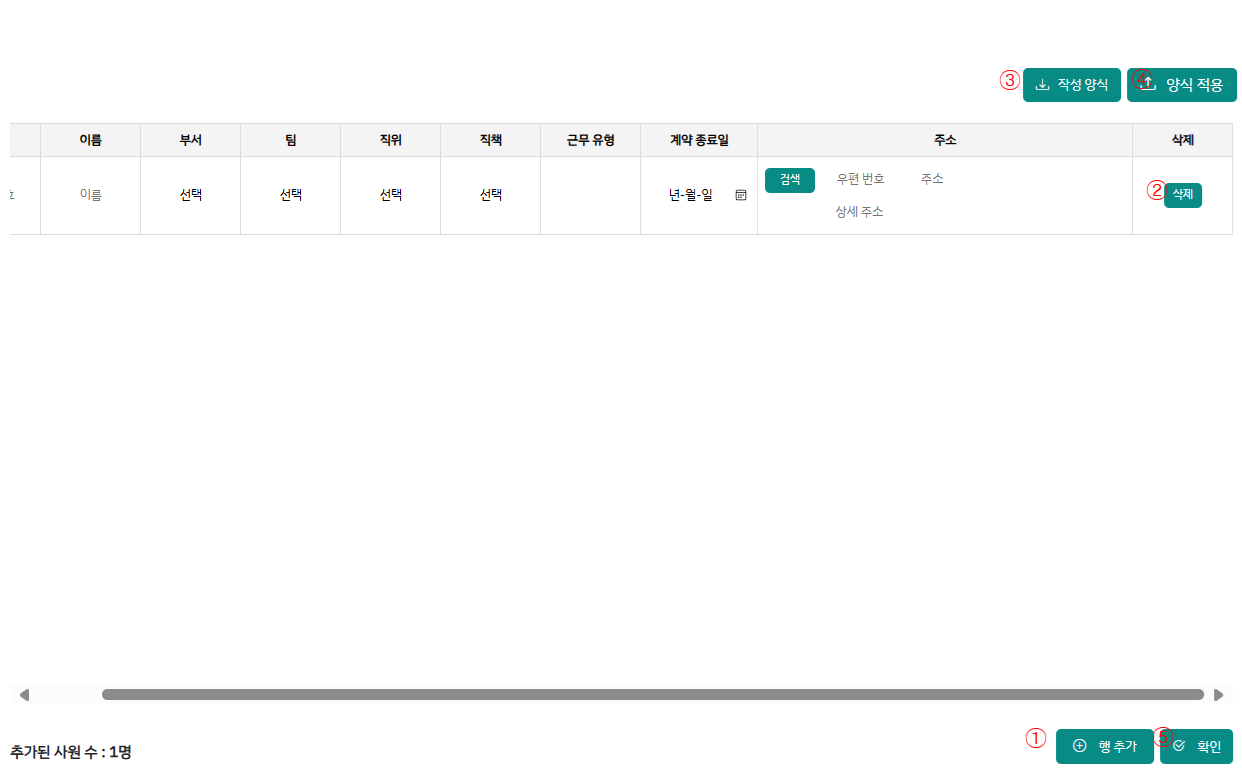 ③ 작성 양식 ④ 양식 적용
이름 부서 팀 직위 직책 근무 유형 계약 종료일 주소 삭제
이름 선택 선택 선택 선택 년-월-일 검색 우편 번호 주소 ② 삭제
상세 주소
추가된 사원 수 : 1명 ① 행 추가 ⑤ 확인